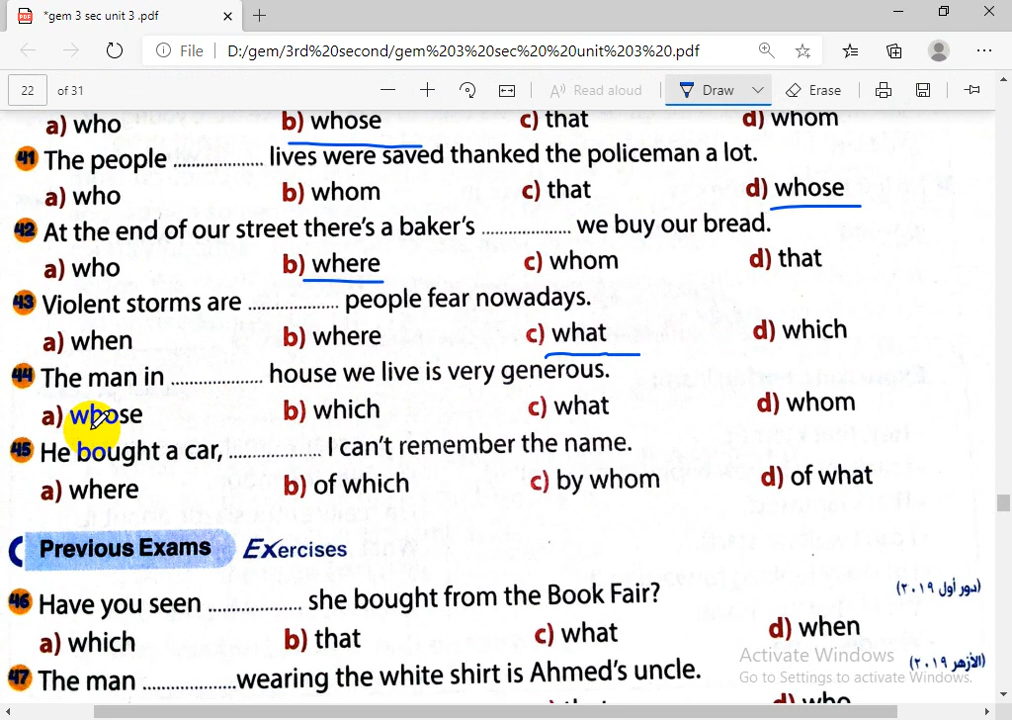 *gem 3 sec unit 3 .pdf
File D:/gem/3rd%20second/gem%203%20sec%20%20unit%203%20.pdf
22 of 31 Read aloud Draw Erase
a) who b) whose c) that d) whom
41 The people .................. lives were saved thanked the policeman a lot.
a) who b) whom c) that d) whose
42 At the end of our street there's a baker's .................. we buy our bread.
a) who b) where c) whom d) that
43 Violent storms are .................. people fear nowadays.
a) when b) where c) what d) which
44 The man in .................. house we live is very generous.
a) whose b) which c) what d) whom
45 He bought a car, .................. I can't remember the name.
a) where b) of which c) by whom d) of what
Previous Exams Exercises
46 Have you seen .................. she bought from the Book Fair? (دور أول ٢٠١٩)
a) which b) that c) what d) when
47 The man ..................wearing the white shirt is Ahmed's uncle. (الأزهر ٢٠١٩)
Activate Windows
Go to Settings to activate Windows.